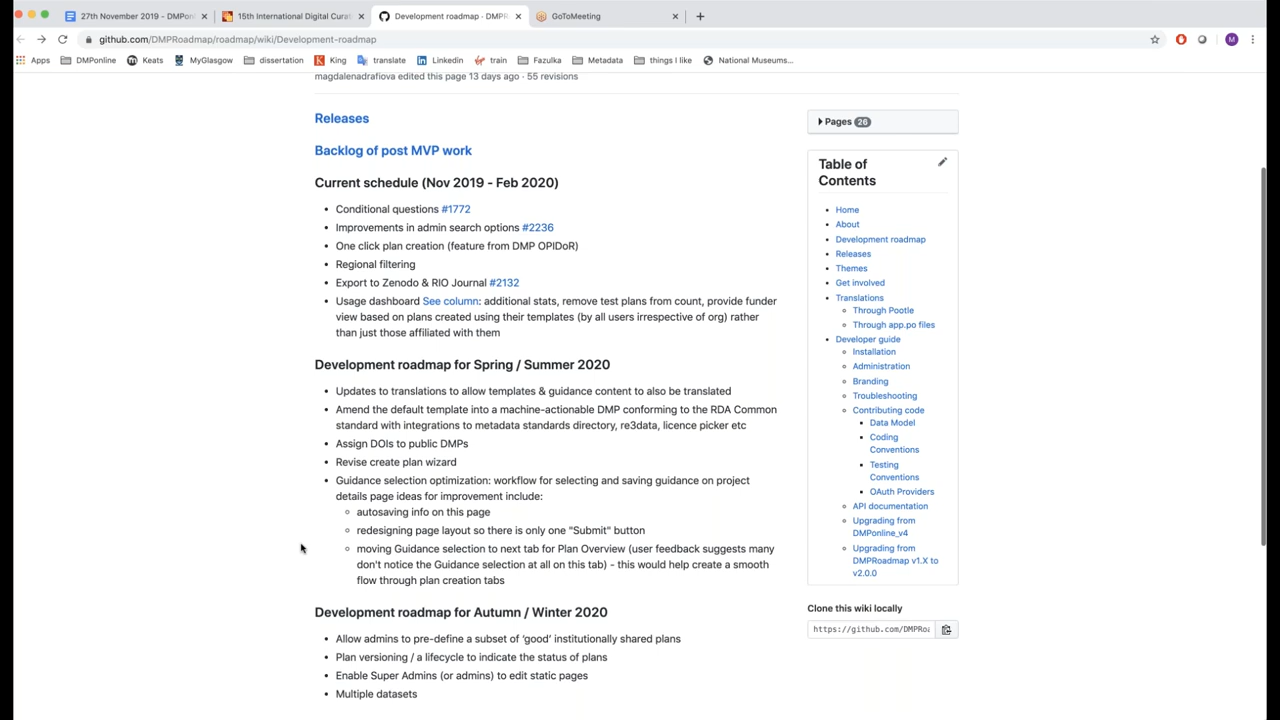 27th November 2019 - DMPon
15th International Digital Curat
Development roadmap · DMPR
GoToMeeting
github.com/DMPRoadmap/roadmap/wiki/Development-roadmap
M
Apps
DMPonline
Keats
MyGlasgow
dissertation
King
translate
Linkedin
train
Fazulka
Metadata
things I like
National Museums...
magdalenadrafiova edited this page 13 days ago · 55 revisions
Releases
Backlog of post MVP work
Current schedule (Nov 2019 - Feb 2020)
• Conditional questions #1772
• Improvements in admin search options #2236
• One click plan creation (feature from DMP OPIDoR)
• Regional filtering
• Export to Zenodo & RIO Journal #2132
• Usage dashboard See column: additional stats, remove test plans from count, provide funder
view based on plans created using their templates (by all users irrespective of org) rather
than just those affiliated with them
Development roadmap for Spring / Summer 2020
• Updates to translations to allow templates & guidance content to also be translated
• Amend the default template into a machine-actionable DMP conforming to the RDA Common
standard with integrations to metadata standards directory, re3data, licence picker etc
• Assign DOIs to public DMPs
• Revise create plan wizard
• Guidance selection optimization: workflow for selecting and saving guidance on project
details page ideas for improvement include:
◦ autosaving info on this page
◦ redesigning page layout so there is only one "Submit" button
◦ moving Guidance selection to next tab for Plan Overview (user feedback suggests many
don't notice the Guidance selection at all on this tab) - this would help create a smooth
flow through plan creation tabs
Development roadmap for Autumn / Winter 2020
• Allow admins to pre-define a subset of ‘good’ institutionally shared plans
• Plan versioning / a lifecycle to indicate the status of plans
• Enable Super Admins (or admins) to edit static pages
• Multiple datasets
Pages 26
Table of
Contents
• Home
• About
• Development roadmap
• Releases
• Themes
• Get involved
• Translations
◦ Through Pootle
◦ Through app.po files
• Developer guide
◦ Installation
◦ Administration
◦ Branding
◦ Troubleshooting
◦ Contributing code
▪ Data Model
▪ Coding
Conventions
▪ Testing
Conventions
▪ OAuth Providers
◦ API documentation
◦ Upgrading from
DMPonline_v4
◦ Upgrading from
DMPRoadmap v1.X to
v2.0.0
Clone this wiki locally
https://github.com/DMPRoa